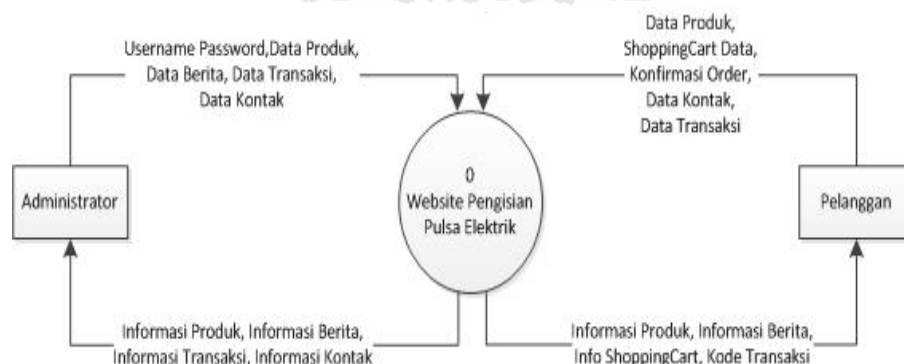 Username Password,Data Produk,
Data Berita, Data Transaksi,
Data Kontak
Data Produk,
ShoppingCart Data,
Konfirmasi Order,
Data Kontak,
Data Transaksi
Administrator
0
Website Pengisian
Pulsa Elektrik
Pelanggan
Informasi Produk, Informasi Berita,
Informasi Transaksi, Informasi Kontak
Informasi Produk, Informasi Berita,
Info ShoppingCart, Kode Transaksi